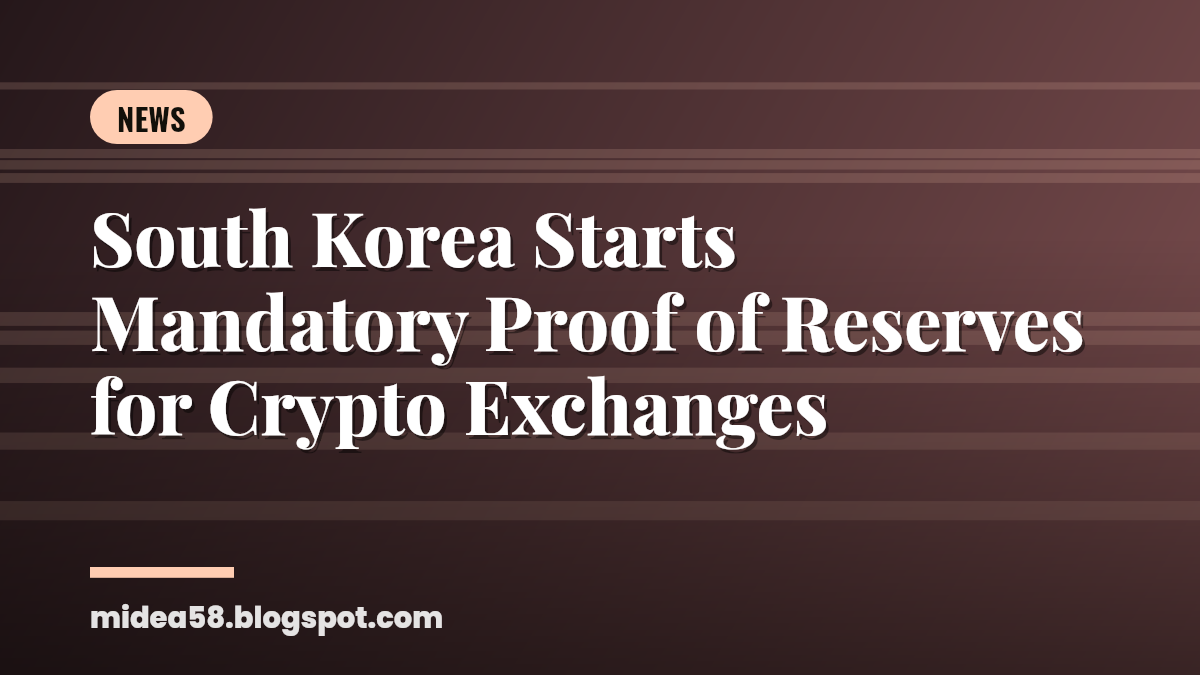 NEWS
South Korea Starts
Mandatory Proof of Reserves
for Crypto Exchanges
midea58.blogspot.com